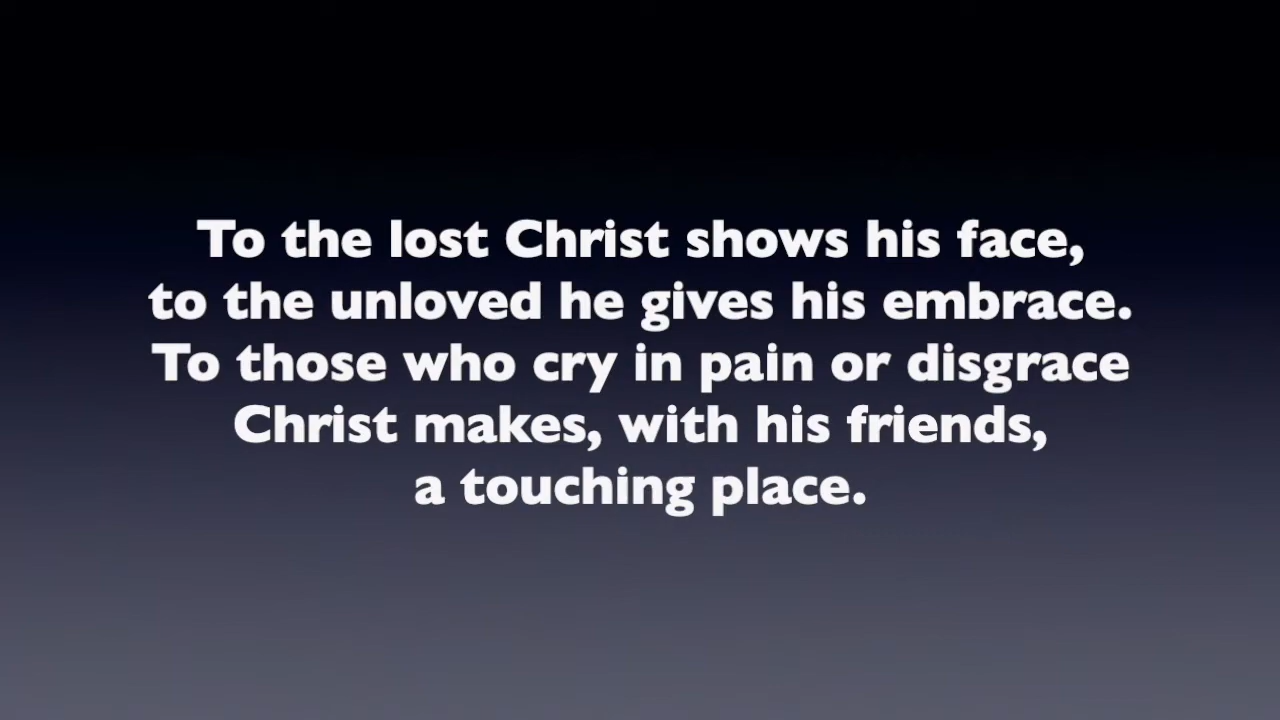 To the lost Christ shows his face,
to the unloved he gives his embrace.
To those who cry in pain or disgrace
Christ makes, with his friends,
a touching place.